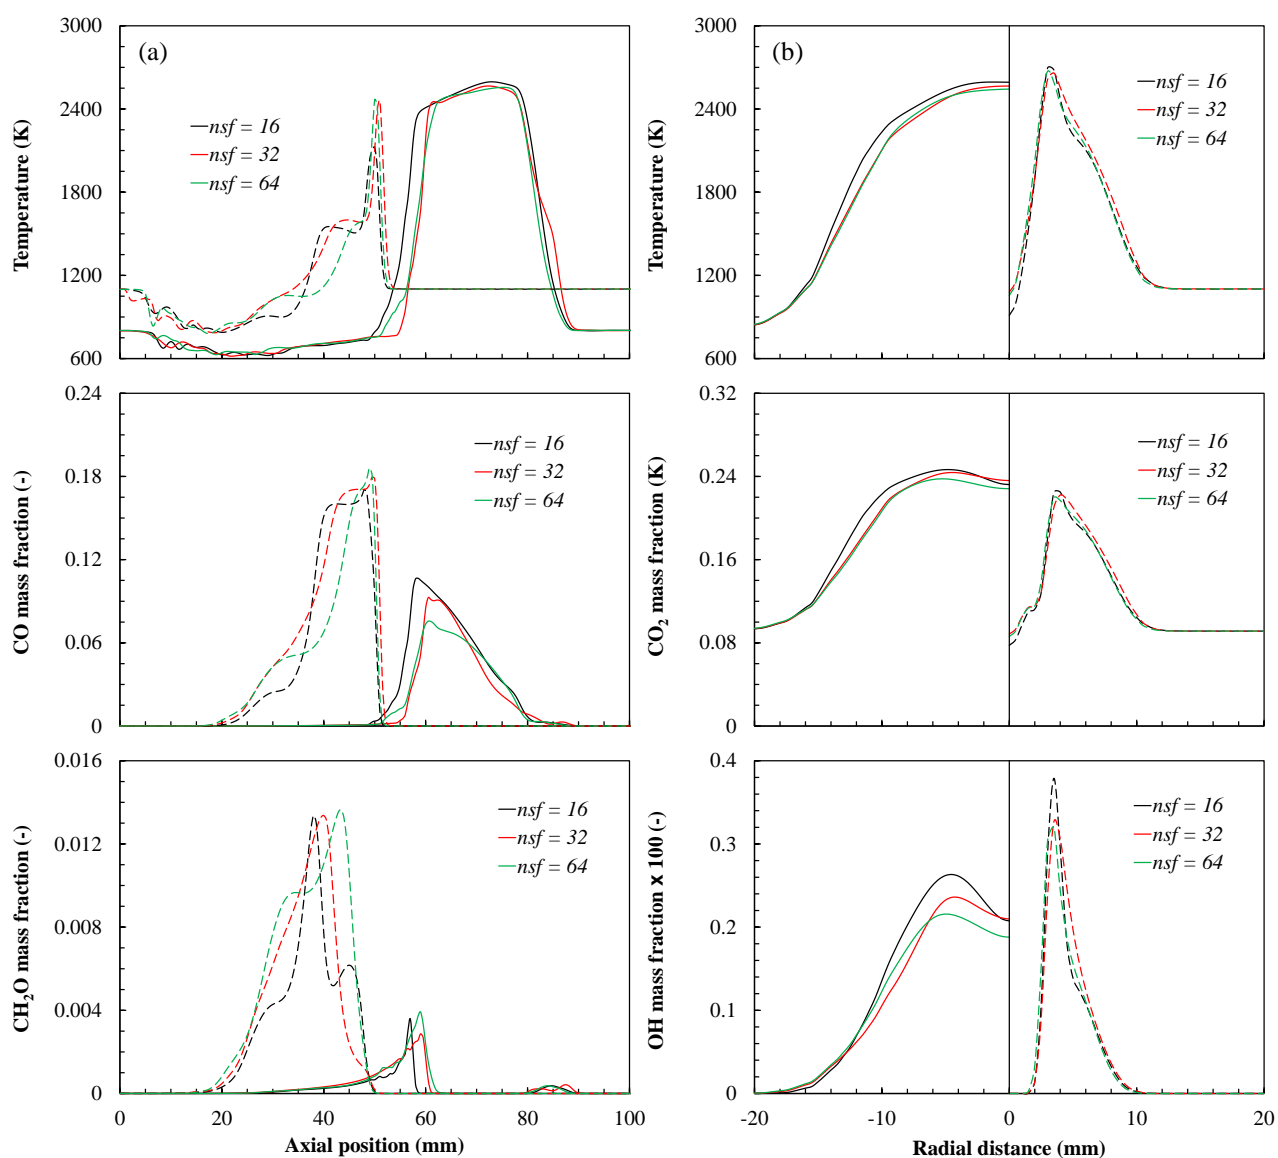 (a)
Temperature (K)
3000
2400
1800
1200
600
nsf = 16
nsf = 32
nsf = 64
(b)
Temperature (K)
3000
2400
1800
1200
600
nsf = 16
nsf = 32
nsf = 64
CO mass fraction (-)
0.24
0.18
0.12
0.06
0
nsf = 16
nsf = 32
nsf = 64
CO2 mass fraction (K)
0.32
0.24
0.16
0.08
0
nsf = 16
nsf = 32
nsf = 64
CH2O mass fraction (-)
0.016
0.012
0.008
0.004
0
nsf = 16
nsf = 32
nsf = 64
0 20 40 60 80 100
Axial position (mm)
OH mass fraction x 100 (-)
0.4
0.3
0.2
0.1
0
nsf = 16
nsf = 32
nsf = 64
-20 -10 0 10 20
Radial distance (mm)